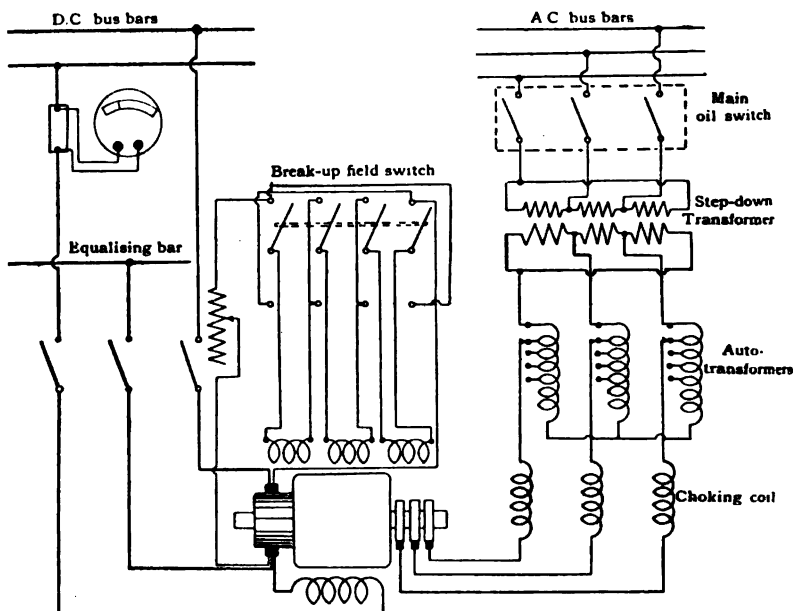 D.C bus bars
A C bus bars
Main
oil switch
Break-up field switch
Step-down
Transformer
Equalising bar
Auto-
transformers
Choking coil